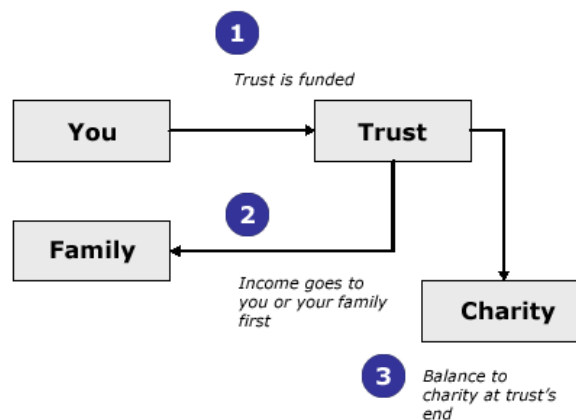 1
Trust is funded
You
Trust
2
Family
Income goes to
you or your family
first
Charity
3
Balance to
charity at trust's
end